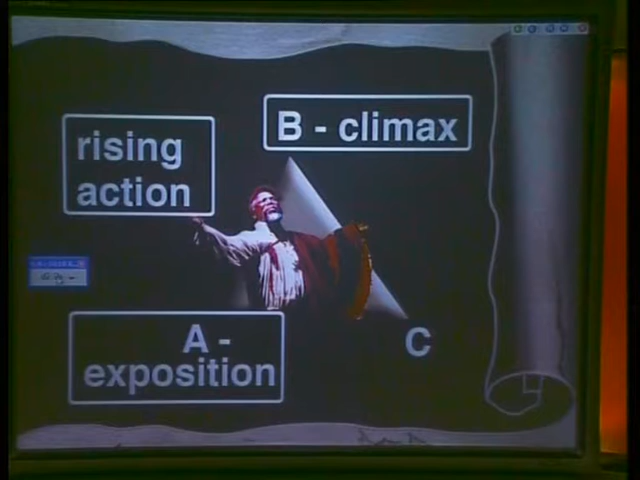 B - climax
rising
action
A -
exposition
C